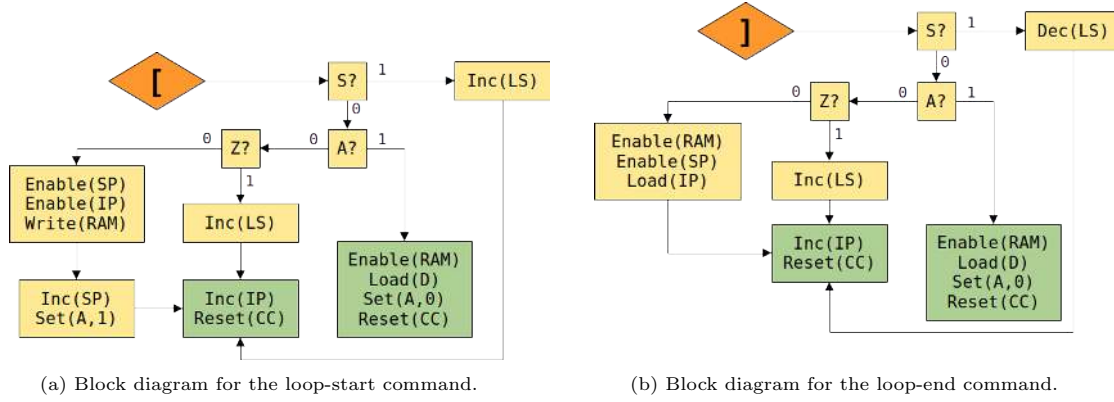 [
S?
1
Inc(LS)
0
Z?
0
0
A?
1
Enable(SP)
Enable(IP)
Write(RAM)
1
Inc(LS)
Enable(RAM)
Load(D)
Set(A,0)
Reset(CC)
Inc(SP)
Set(A,1)
Inc(IP)
Reset(CC)
(a) Block diagram for the loop-start command.
]
S?
1
Dec(LS)
0
0
Z?
0
A?
1
Enable(RAM)
Enable(SP)
Load(IP)
1
Inc(LS)
Inc(IP)
Reset(CC)
Enable(RAM)
Load(D)
Set(A,0)
Reset(CC)
(b) Block diagram for the loop-end command.